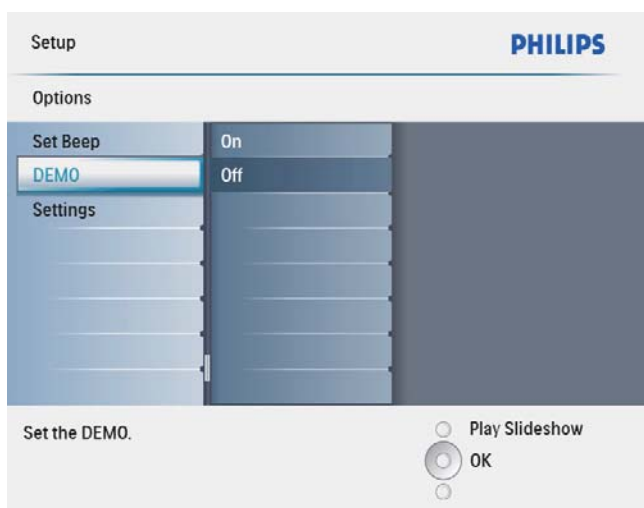 Setup
PHILIPS
Options
Set Beep
On
DEMO
Off
Settings
Set the DEMO.
Play Slideshow
OK